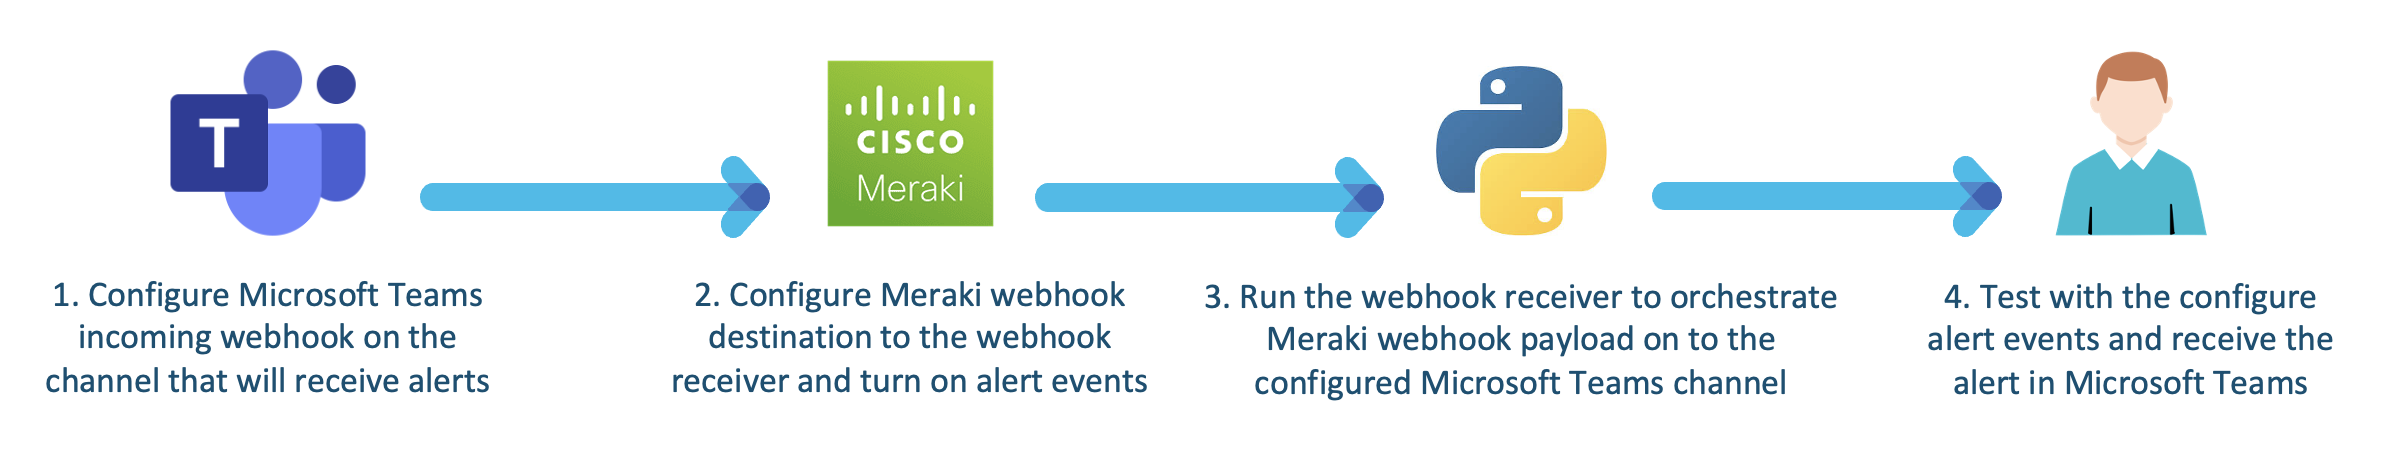 T
CISCO
Meraki
1. Configure Microsoft Teams
incoming webhook on the
channel that will receive alerts
2. Configure Meraki webhook
destination to the webhook
receiver and turn on alert events
3. Run the webhook receiver to orchestrate
Meraki webhook payload on to the
configured Microsoft Teams channel
4. Test with the configure
alert events and receive the
alert in Microsoft Teams